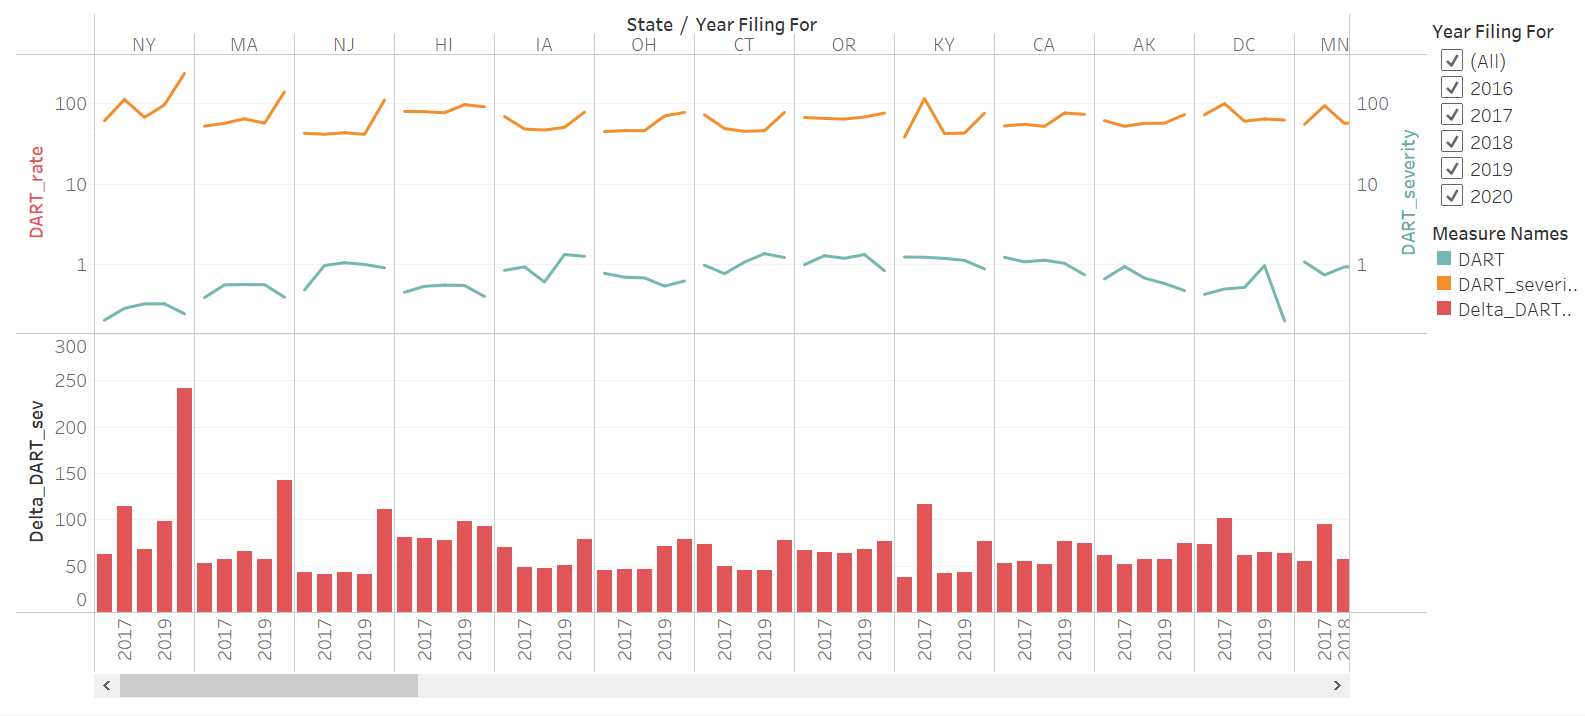 State / Year Filing For
NY MA NJ HI IA OH CT OR KY CA AK DC MN
DART_rate
100
10
1
DART_severity
100
10
1
Delta_DART_sev
300
250
200
150
100
50
0
2017 2019 2017 2019 2017 2019 2017 2019 2017 2019 2017 2019 2017 2019 2017 2019 2017 2019 2017 2019 2017 2019 2017 2019 2017 2018
Year Filing For
(All)
2016
2017
2018
2019
2020
Measure Names
DART
DART_severi..
Delta_DART..